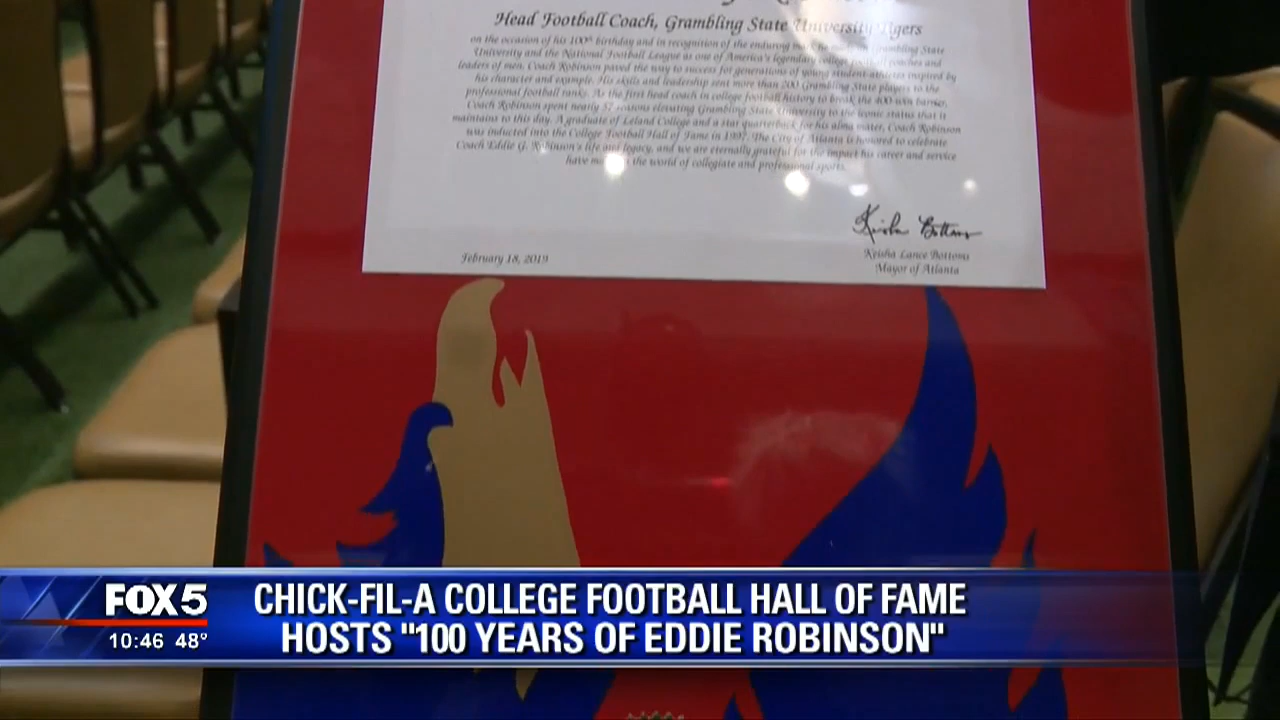 Head Football Coach, Grambling State University Tigers
on the occasion of his 100th birthday and in recognition of the enduring Grambling State
University and the National Football League as one of America's legendary college football coaches and
leaders of men. Coach Robinson paved the way to success for generations of young student-athletes inspired by
his character and example. His skills and leadership sent more than 200 Grambling State players to the
professional football ranks. As the first head coach in college football history to break the 400-win barrier,
Coach Robinson spent nearly 57 seasons elevating Grambling State University to the iconic status that it
maintains to this day. A graduate of Leland College and a star quarterback for his alma mater, Coach Robinson
was inducted into the College Football Hall of Fame in 1997. The City of Atlanta is honored to celebrate
Coach Eddie G. Robinson's life and legacy, and we are eternally grateful for the impact his career and service
have the world of collegiate and professional sports.
Keisha Bottoms
February 18, 2019
Keisha Lance Bottoms
Mayor of Atlanta
FOX 5
10:46 48°
CHICK-FIL-A COLLEGE FOOTBALL HALL OF FAME
HOSTS "100 YEARS OF EDDIE ROBINSON"